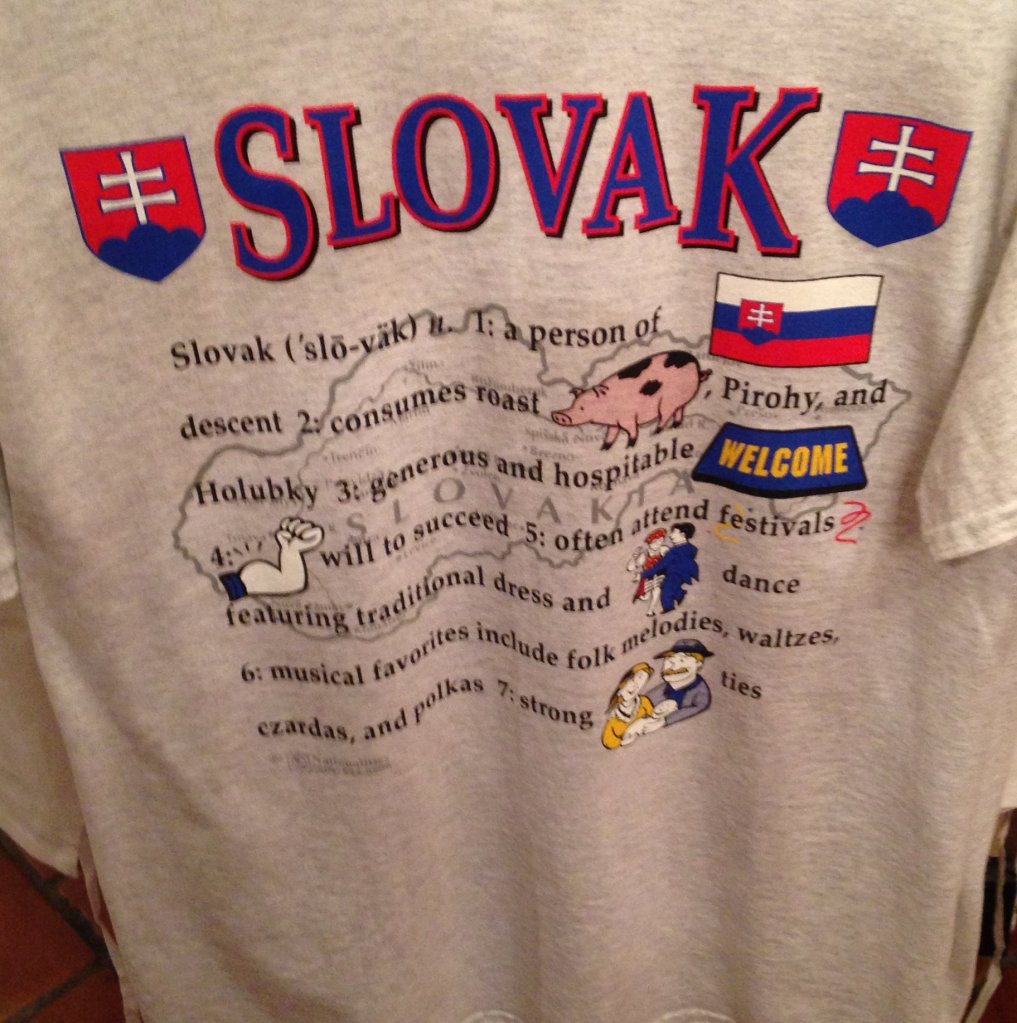 SLOVAK
Slovak ('slō-väk) n. 1: a person of
descent 2: consumes roast , Pirohy, and
Holubky 3: generous and hospitable WELCOME
4: will to succeed 5: often attend festivals
featuring traditional dress and dance
6: musical favorites include folk melodies, waltzes,
czardas, and polkas 7: strong ties
SLOVAKIA